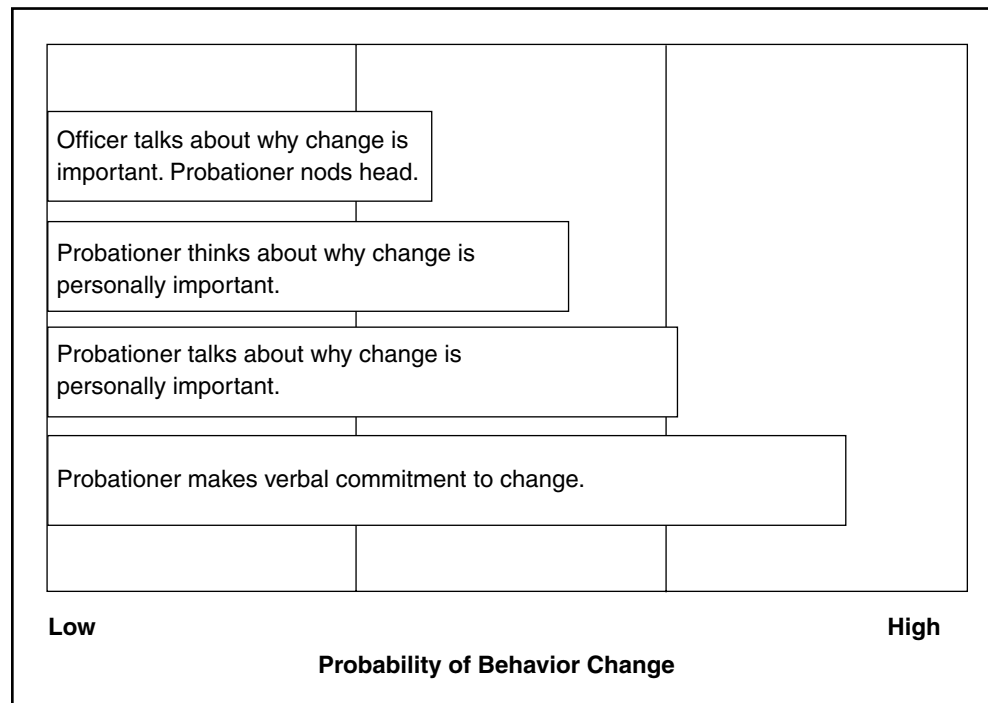 Officer talks about why change is
important. Probationer nods head.
Probationer thinks about why change is
personally important.
Probationer talks about why change is
personally important.
Probationer makes verbal commitment to change.
Low
High
Probability of Behavior Change